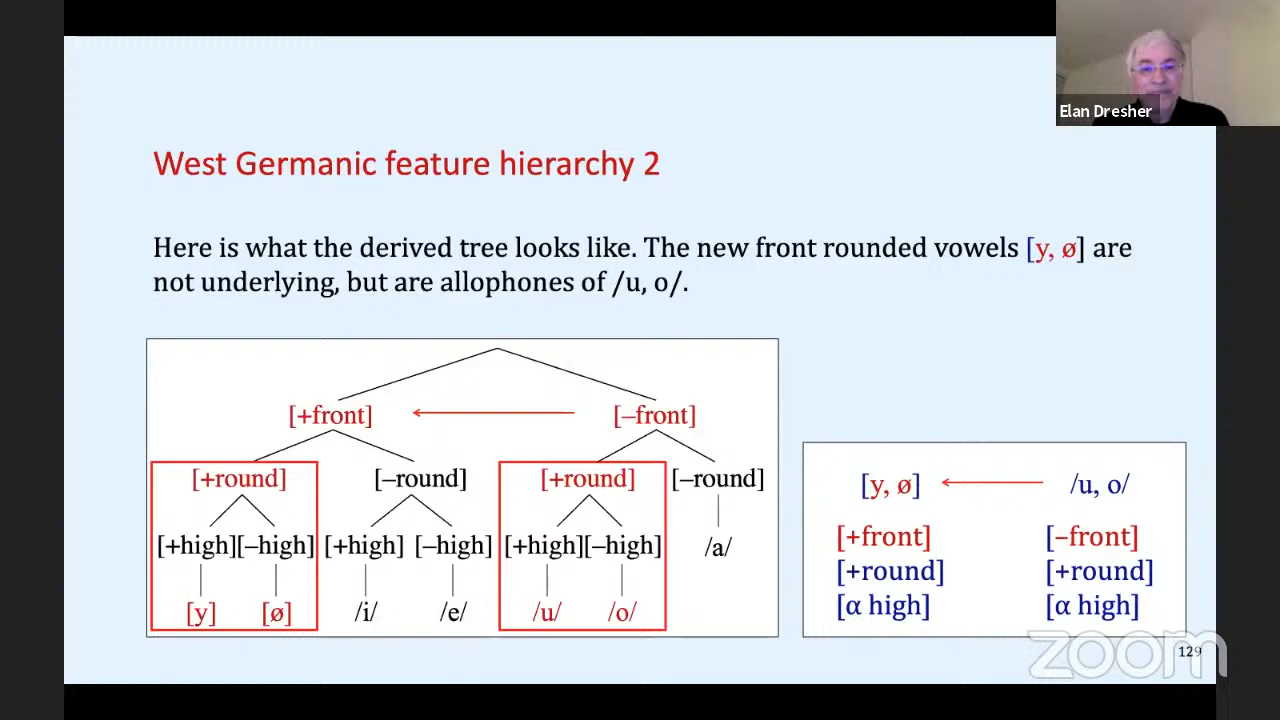 Elan Dresher
West Germanic feature hierarchy 2
Here is what the derived tree looks like. The new front rounded vowels [y, ø] are
not underlying, but are allophones of /u, o/.
[+front] [–front]
[+round] [–round] [+round] [–round]
[+high][–high] [+high] [–high] [+high][–high] /a/
[y] [ø] /i/ /e/ /u/ /o/
[y, ø] /u, o/
[+front] [–front]
[+round] [+round]
[α high] [α high]
zoom
129